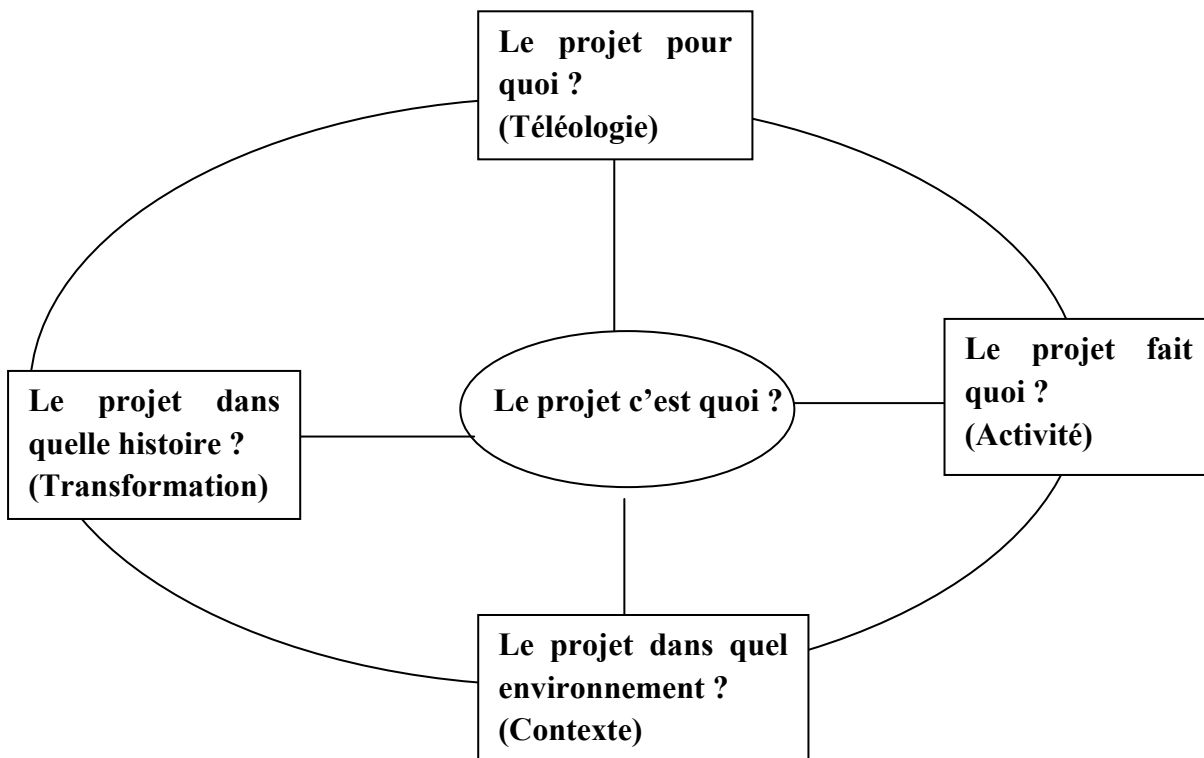 Le projet pour
quoi ?
(Téléologie)
Le projet fait
quoi ?
(Activité)
Le projet c’est quoi ?
Le projet dans
quelle histoire ?
(Transformation)
Le projet dans quel
environnement ?
(Contexte)